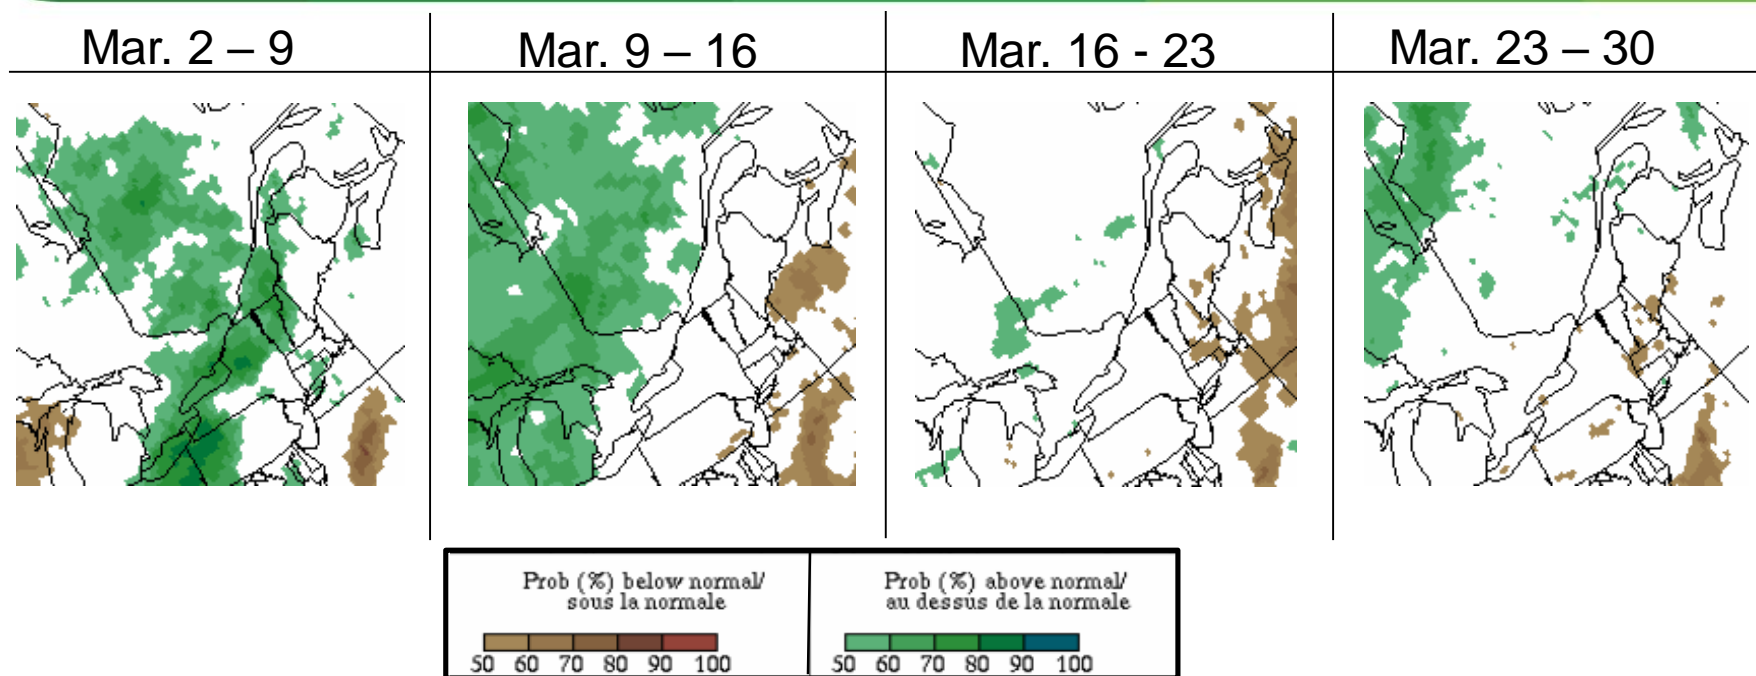 Mar. 2 – 9
Mar. 9 – 16
Mar. 16 - 23
Mar. 23 – 30
Prob (%) below normal/
sous la normale
50 60 70 80 90 100
Prob (%) above normal/
au dessus de la normale
50 60 70 80 90 100